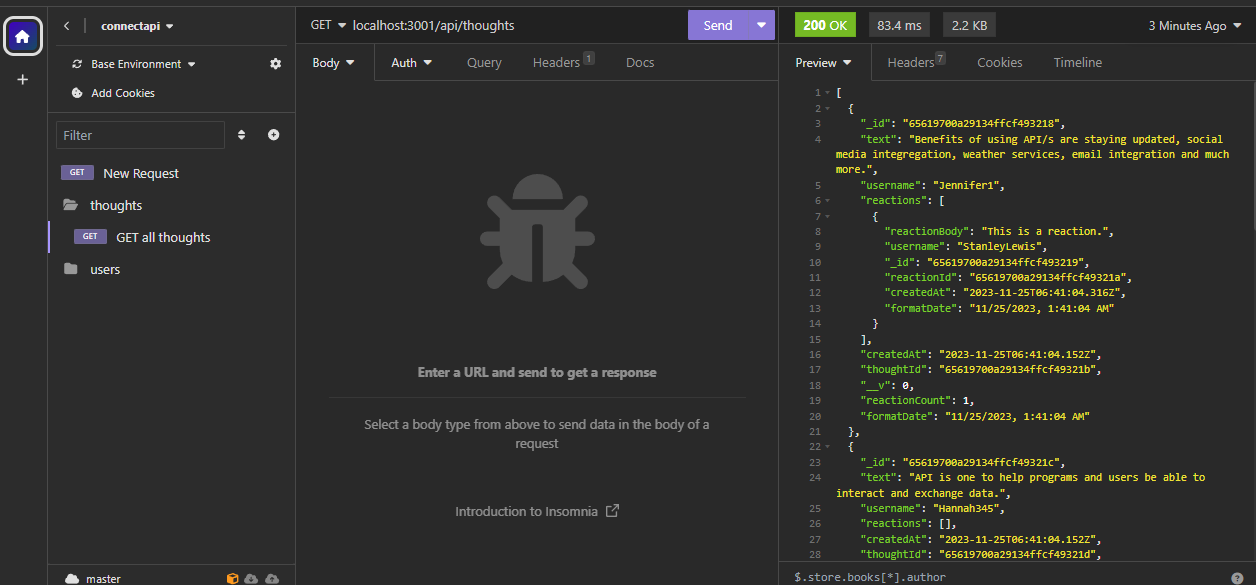 connectapi
Base Environment
Add Cookies
Filter
GET New Request
thoughts
GET GET all thoughts
users
master
GET localhost:3001/api/thoughts Send
Body Auth Query Headers 1 Docs
Enter a URL and send to get a response
Select a body type from above to send data in the body of a
request
Introduction to Insomnia
200 OK 83.4 ms 2.2 KB 3 Minutes Ago
Preview Headers 7 Cookies Timeline
1 [
2 {
3 "_id": "65619700a29134ffcf493218",
4 "text": "Benefits of using API/s are staying updated, social
media integregation, weather services, email integration and much
more.",
5 "username": "Jennifer1",
6 "reactions": [
7 {
8 "reactionBody": "This is a reaction.",
9 "username": "StanleyLewis",
10 "_id": "65619700a29134ffcf493219",
11 "reactionId": "65619700a29134ffcf49321a",
12 "createdAt": "2023-11-25T06:41:04.316Z",
13 "formatDate": "11/25/2023, 1:41:04 AM"
14 }
15 ],
16 "createdAt": "2023-11-25T06:41:04.152Z",
17 "thoughtId": "65619700a29134ffcf49321b",
18 "__v": 0,
19 "reactionCount": 1,
20 "formatDate": "11/25/2023, 1:41:04 AM"
21 },
22 {
23 "_id": "65619700a29134ffcf49321c",
24 "text": "API is one to help programs and users be able to
interact and exchange data.",
25 "username": "Hannah345",
26 "reactions": [],
27 "createdAt": "2023-11-25T06:41:04.152Z",
28 "thoughtId": "65619700a29134ffcf49321d",
$.store.books[*].author